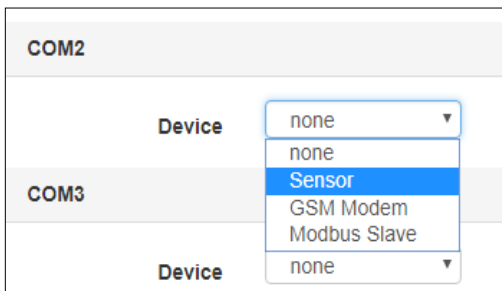 COM2
Device none
none
Sensor
COM3
GSM Modem
Modbus Slave
Device none